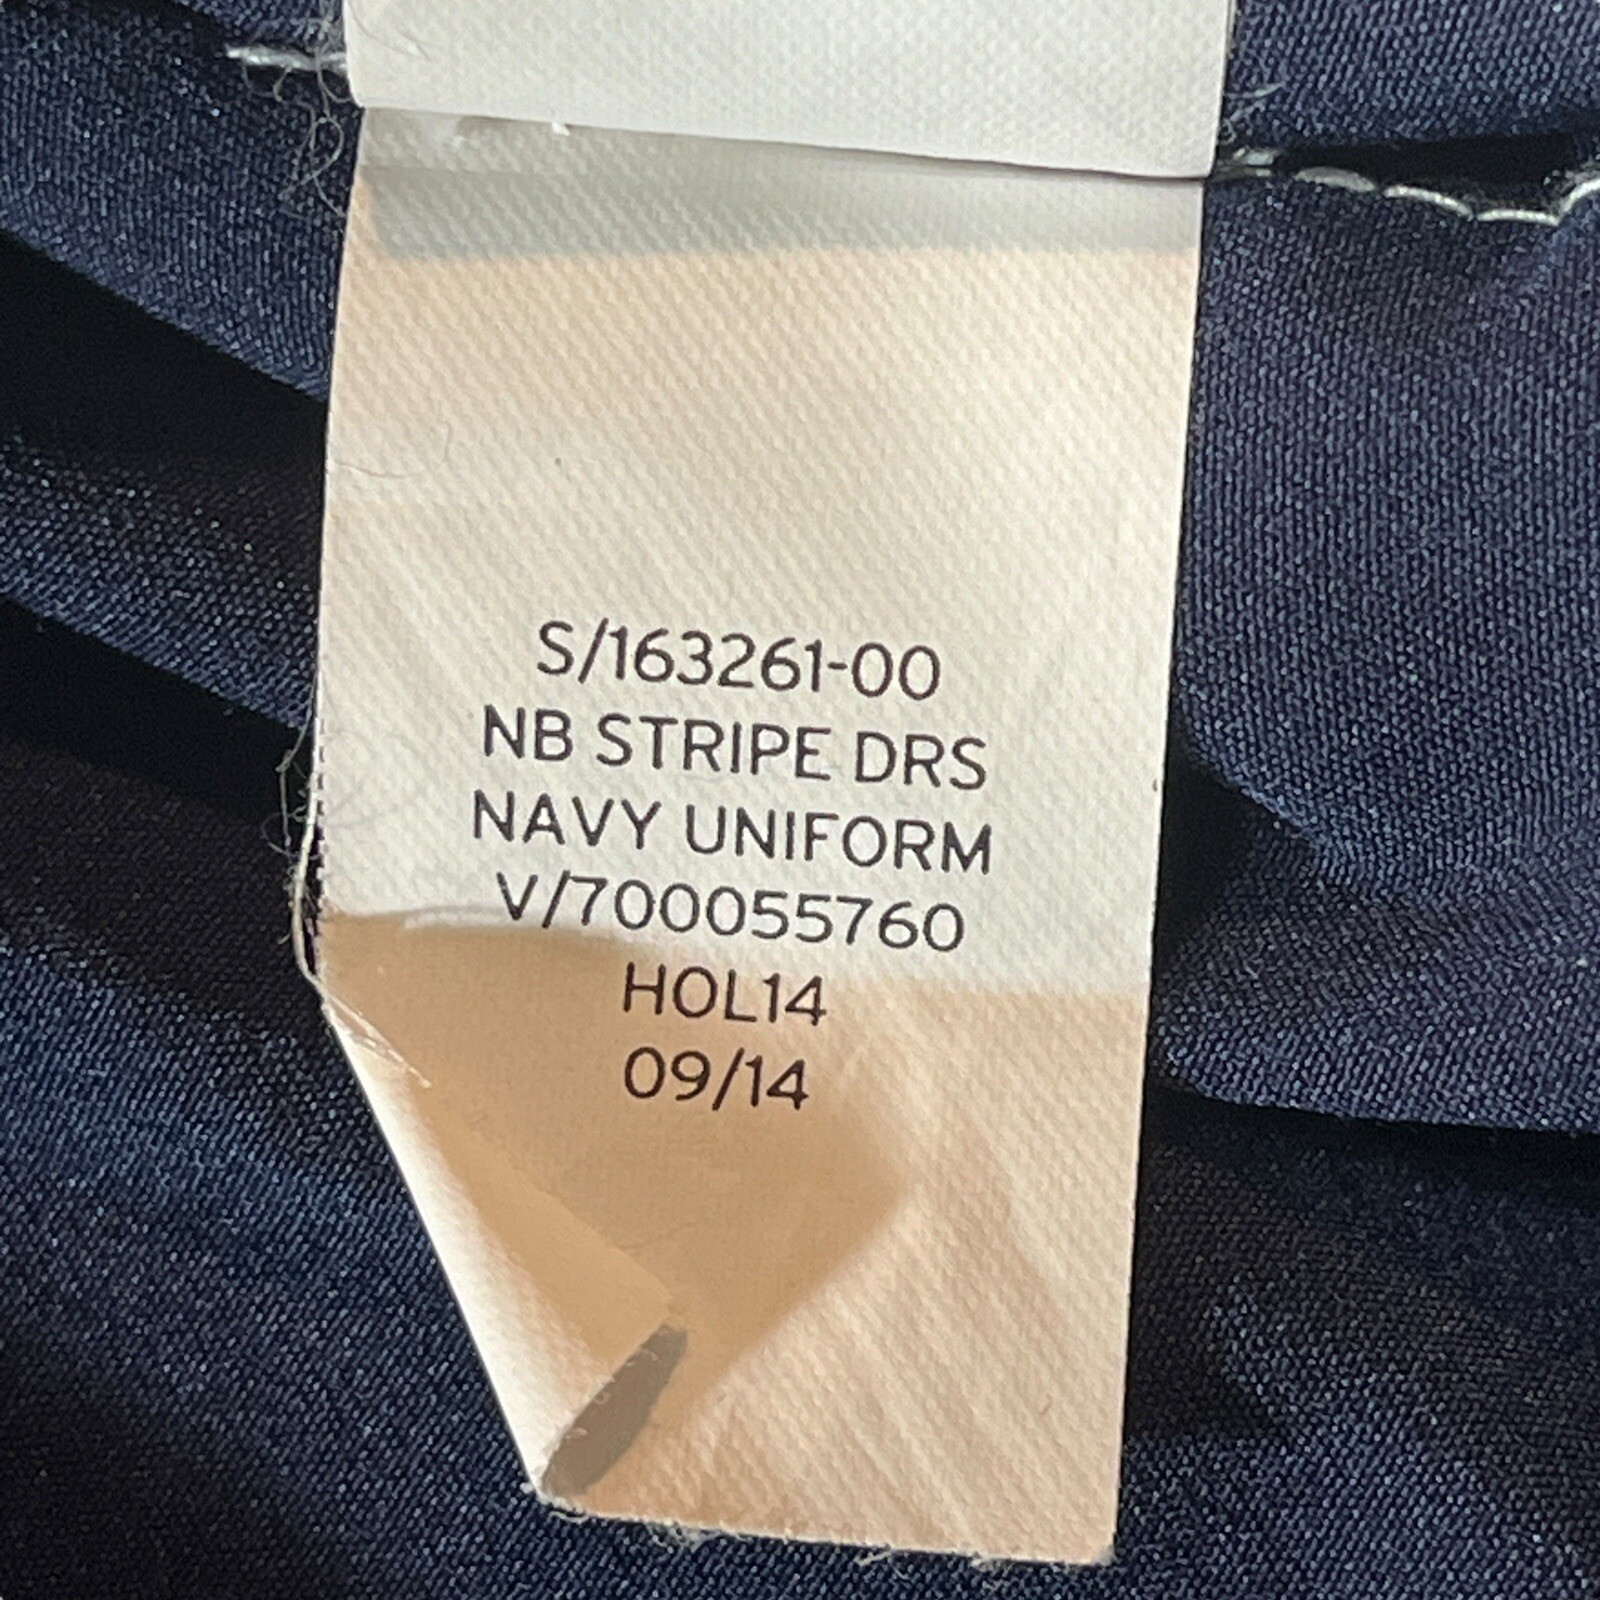 S/163261-00
NB STRIPE DRS
NAVY UNIFORM
V/700055760
HOL14
09/14